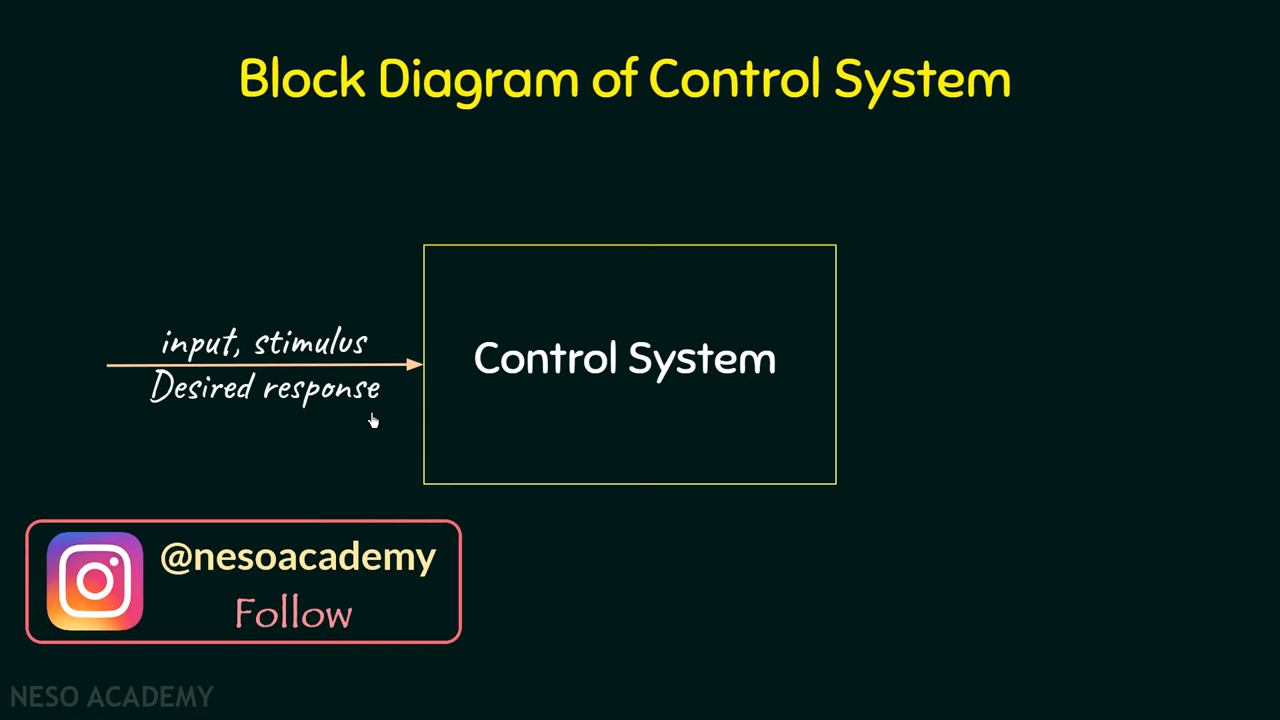 Block Diagram of Control System
input, stimulus
Desired response
Control System
@nesoacademy
Follow
NESO ACADEMY